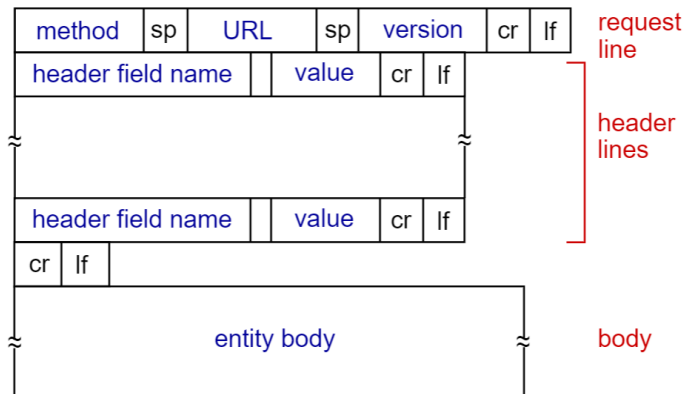 method sp URL sp version cr lf request
line
header field name value cr lf
header
lines
header field name value cr lf
cr lf
entity body body